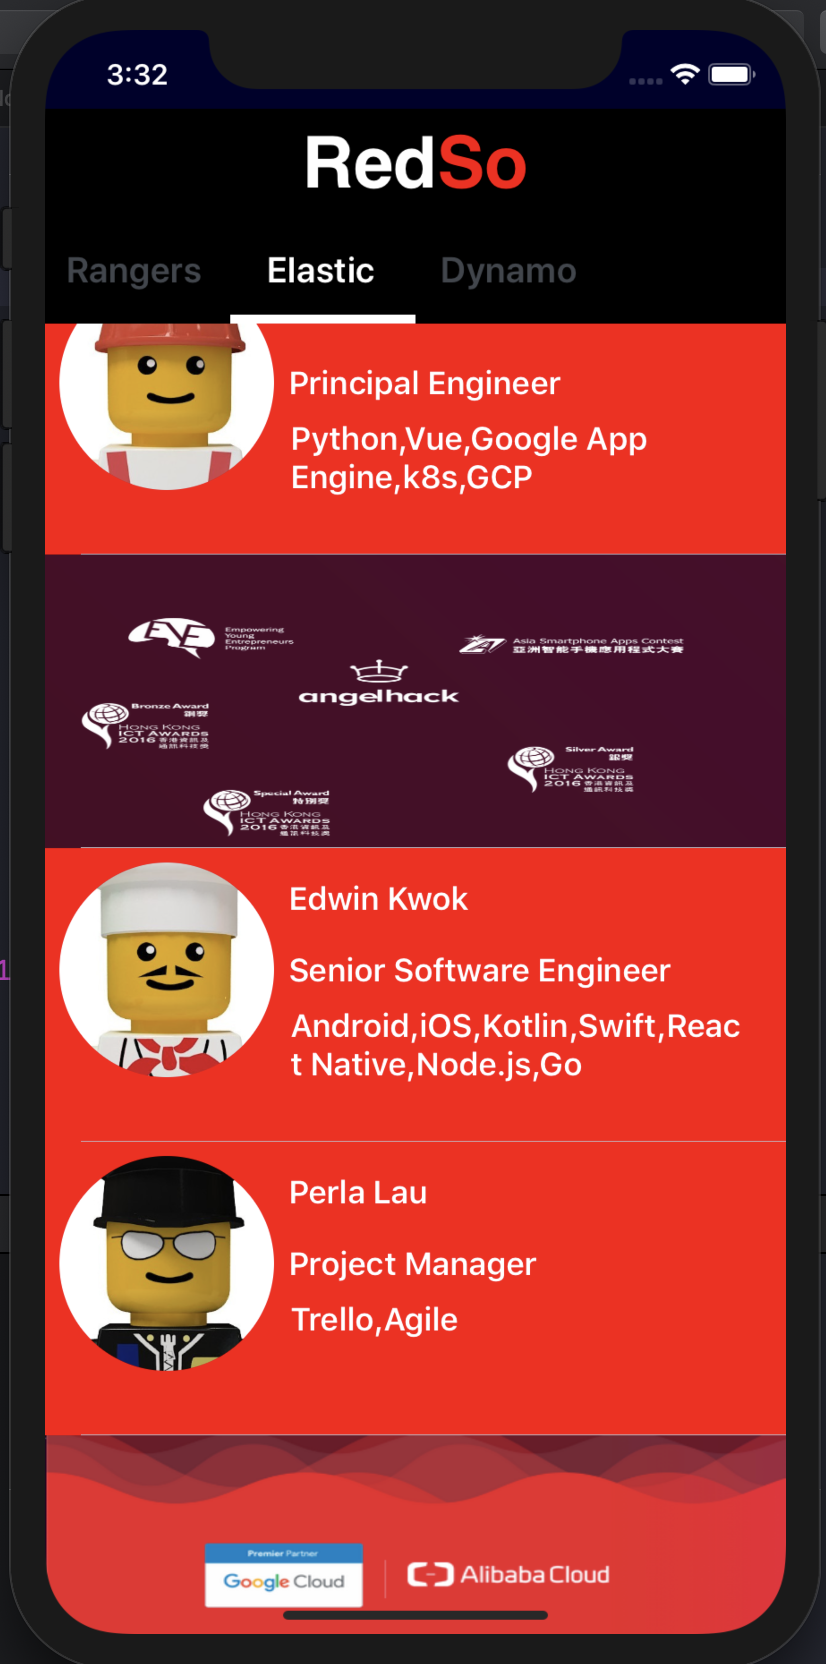 3:32
RedSo
Rangers
Elastic
Dynamo
Principal Engineer
Python,Vue,Google App
Engine,k8s,GCP
EYE
Empowering
Young
Entrepreneurs
Program
Asia Smartphone Apps Contest
亞洲智能手機應用程式大賽
angelhack
Bronze Award
銅獎
HONG KONG
ICT AWARDS
2016 香港資訊及
通訊科技獎
Silver Award
銀獎
HONG KONG
ICT AWARDS
2016 香港資訊及
通訊科技獎
Special Award
特別獎
HONG KONG
ICT AWARDS
2016 香港資訊及
通訊科技獎
Edwin Kwok
Senior Software Engineer
Android,iOS,Kotlin,Swift,Reac
t Native,Node.js,Go
Perla Lau
Project Manager
Trello,Agile
Premier Partner
Google Cloud
Alibaba Cloud